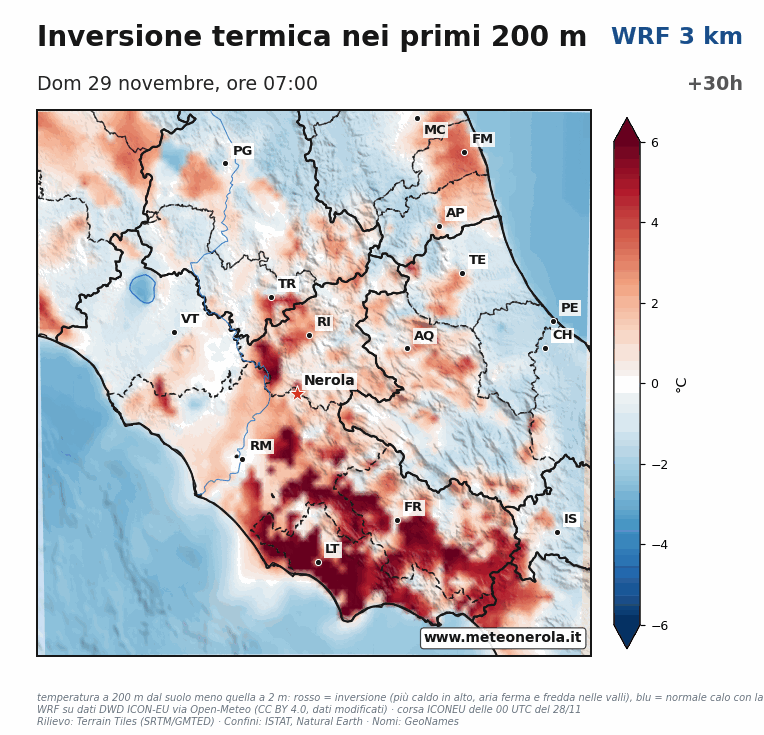 Inversione termica nei primi 200 m WRF 3 km
Dom 29 novembre, ore 07:00 +30h
MC
FM
PG
AP
TE
TR
PE
VT
RI
AQ
CH
Nerola
RM
FR
IS
LT
www.meteonerola.it
6
4
2
0
−2
−4
−6
°C
temperatura a 200 m dal suolo meno quella a 2 m: rosso = inversione (più caldo in alto, aria ferma e fredda nelle valli), blu = normale calo con la
WRF su dati DWD ICON-EU via Open-Meteo (CC BY 4.0, dati modificati) · corsa ICONEU delle 00 UTC del 28/11
Rilievo: Terrain Tiles (SRTM/GMTED) · Confini: ISTAT, Natural Earth · Nomi: GeoNames